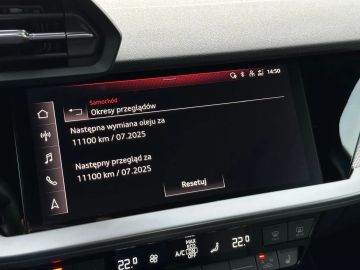 14:50
Samochód
Okresy przeglądów
Następna wymiana oleju za
11100 km / 07.2025
Następny przegląd za
11100 km / 07.2025
Resetuj
22.0
A/C
MAX
22.0